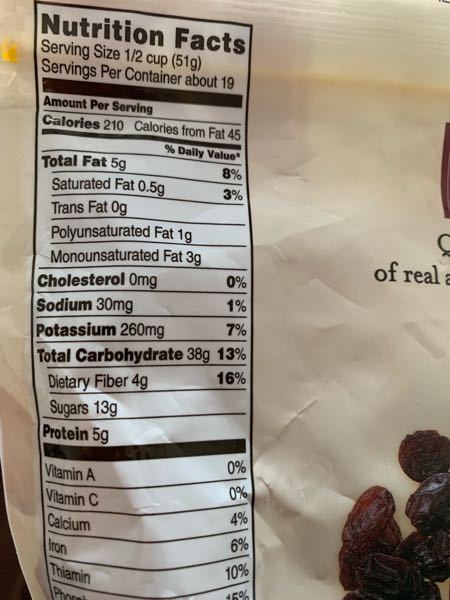 Nutrition Facts
Serving Size 1/2 cup (51g)
Servings Per Container about 19
Amount Per Serving
Calories 210 Calories from Fat 45
% Daily Value*
Total Fat 5g 8%
Saturated Fat 0.5g 3%
Trans Fat 0g
Polyunsaturated Fat 1g
Monounsaturated Fat 3g
Cholesterol 0mg 0%
Sodium 30mg 1%
Potassium 260mg 7%
Total Carbohydrate 38g 13%
Dietary Fiber 4g 16%
Sugars 13g
Protein 5g
Vitamin A 0%
Vitamin C 0%
Calcium 4%
Iron 6%
Thiamin 10%
15%
of real